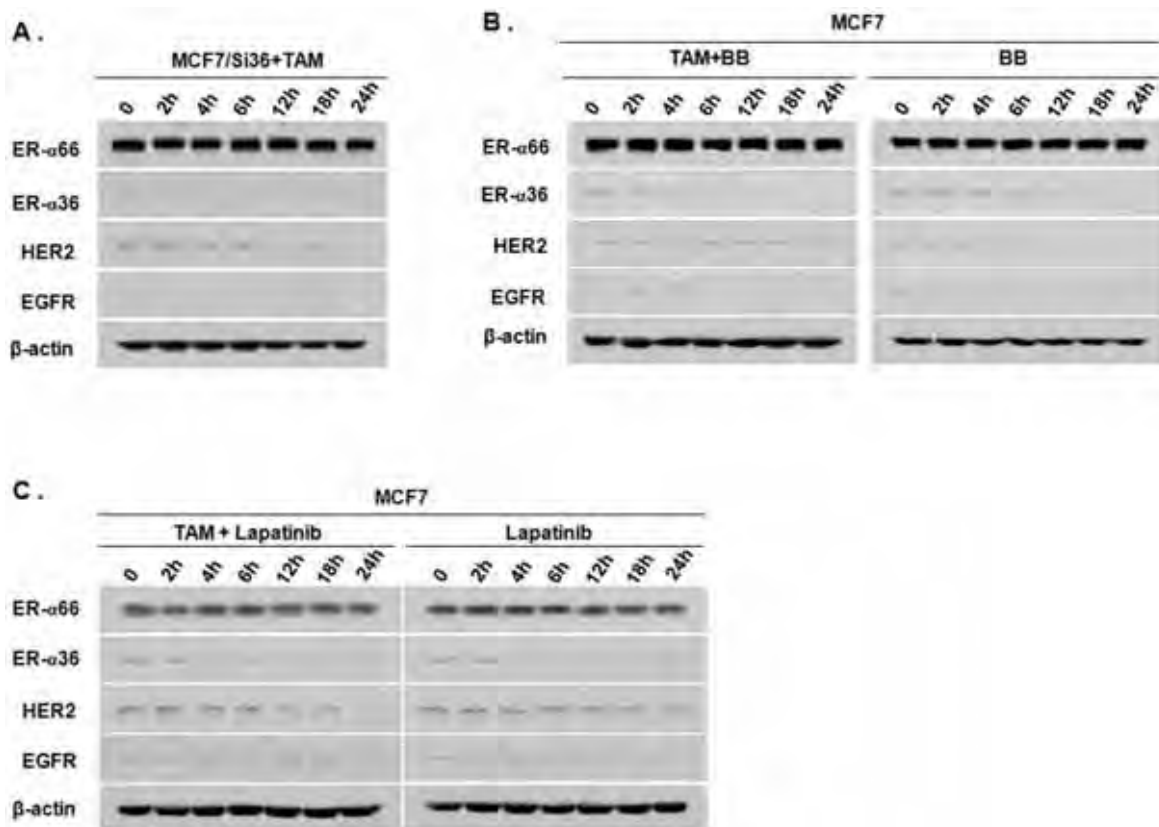 A .
MCF7/Si36+TAM
0 2h 4h 6h 12h 18h 24h
ER-α66
ER-α36
HER2
EGFR
β-actin
B .
MCF7
TAM+BB BB
0 2h 4h 6h 12h 18h 24h 0 2h 4h 6h 12h 18h 24h
ER-α66
ER-α36
HER2
EGFR
β-actin
C .
MCF7
TAM + Lapatinib Lapatinib
0 2h 4h 6h 12h 18h 24h 0 2h 4h 6h 12h 18h 24h
ER-α66
ER-α36
HER2
EGFR
β-actin